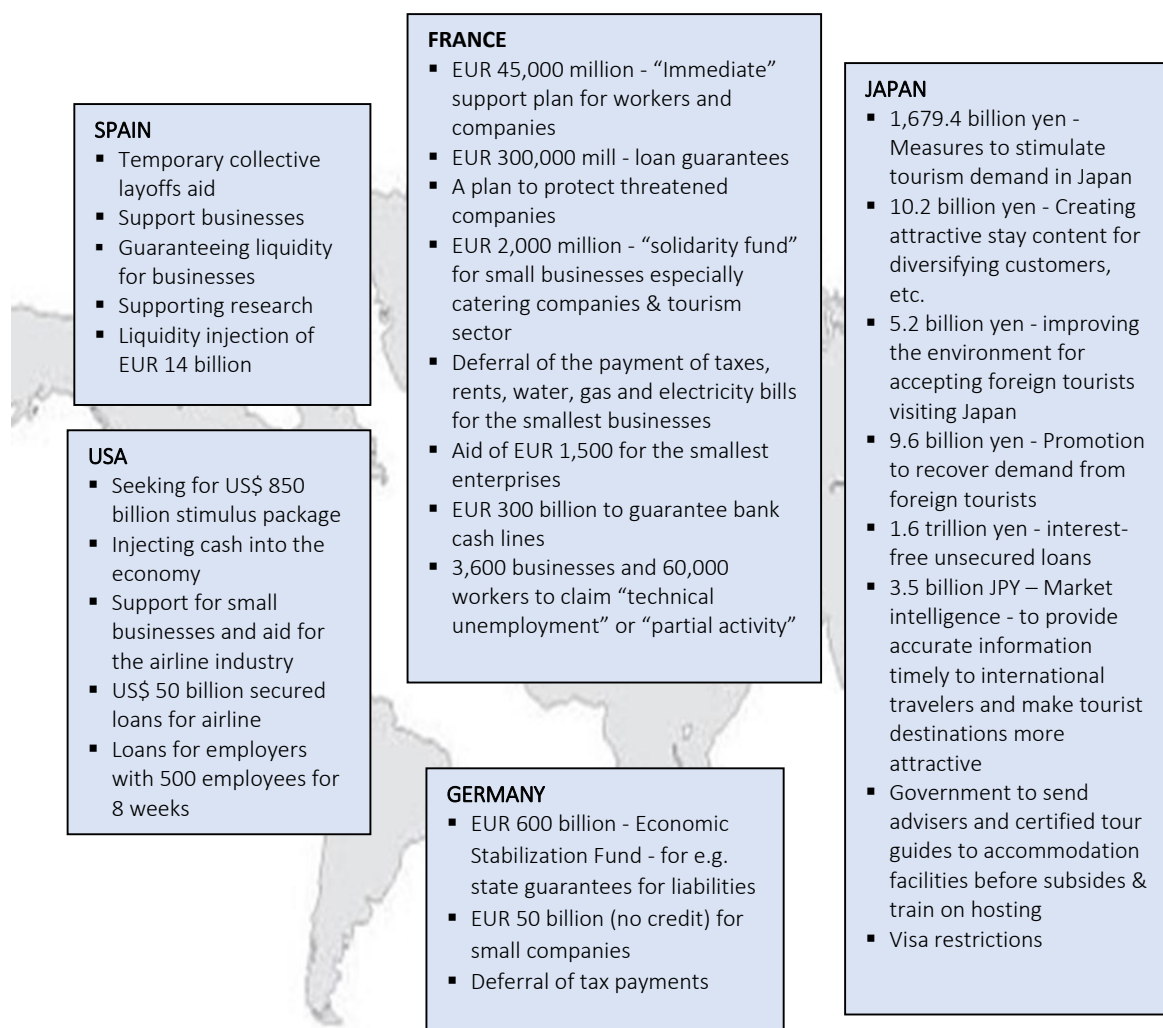 SPAIN
▪ Temporary collective
layoffs aid
▪ Support businesses
▪ Guaranteeing liquidity
for businesses
▪ Supporting research
▪ Liquidity injection of
EUR 14 billion
USA
▪ Seeking for US$ 850
billion stimulus package
▪ Injecting cash into the
economy
▪ Support for small
businesses and aid for
the airline industry
▪ US$ 50 billion secured
loans for airline
▪ Loans for employers
with 500 employees for
8 weeks
FRANCE
▪ EUR 45,000 million - “Immediate”
support plan for workers and
companies
▪ EUR 300,000 mill - loan guarantees
▪ A plan to protect threatened
companies
▪ EUR 2,000 million - “solidarity fund”
for small businesses especially
catering companies & tourism
sector
▪ Deferral of the payment of taxes,
rents, water, gas and electricity bills
for the smallest businesses
▪ Aid of EUR 1,500 for the smallest
enterprises
▪ EUR 300 billion to guarantee bank
cash lines
▪ 3,600 businesses and 60,000
workers to claim “technical
unemployment” or “partial activity”
GERMANY
▪ EUR 600 billion - Economic
Stabilization Fund - for e.g.
state guarantees for liabilities
▪ EUR 50 billion (no credit) for
small companies
▪ Deferral of tax payments
JAPAN
▪ 1,679.4 billion yen -
Measures to stimulate
tourism demand in Japan
▪ 10.2 billion yen - Creating
attractive stay content for
diversifying customers,
etc.
▪ 5.2 billion yen - improving
the environment for
accepting foreign tourists
visiting Japan
▪ 9.6 billion yen - Promotion
to recover demand from
foreign tourists
▪ 1.6 trillion yen - interest-
free unsecured loans
▪ 3.5 billion JPY – Market
intelligence - to provide
accurate information
timely to international
travelers and make tourist
destinations more
attractive
▪ Government to send
advisers and certified tour
guides to accommodation
facilities before subsides &
train on hosting
▪ Visa restrictions